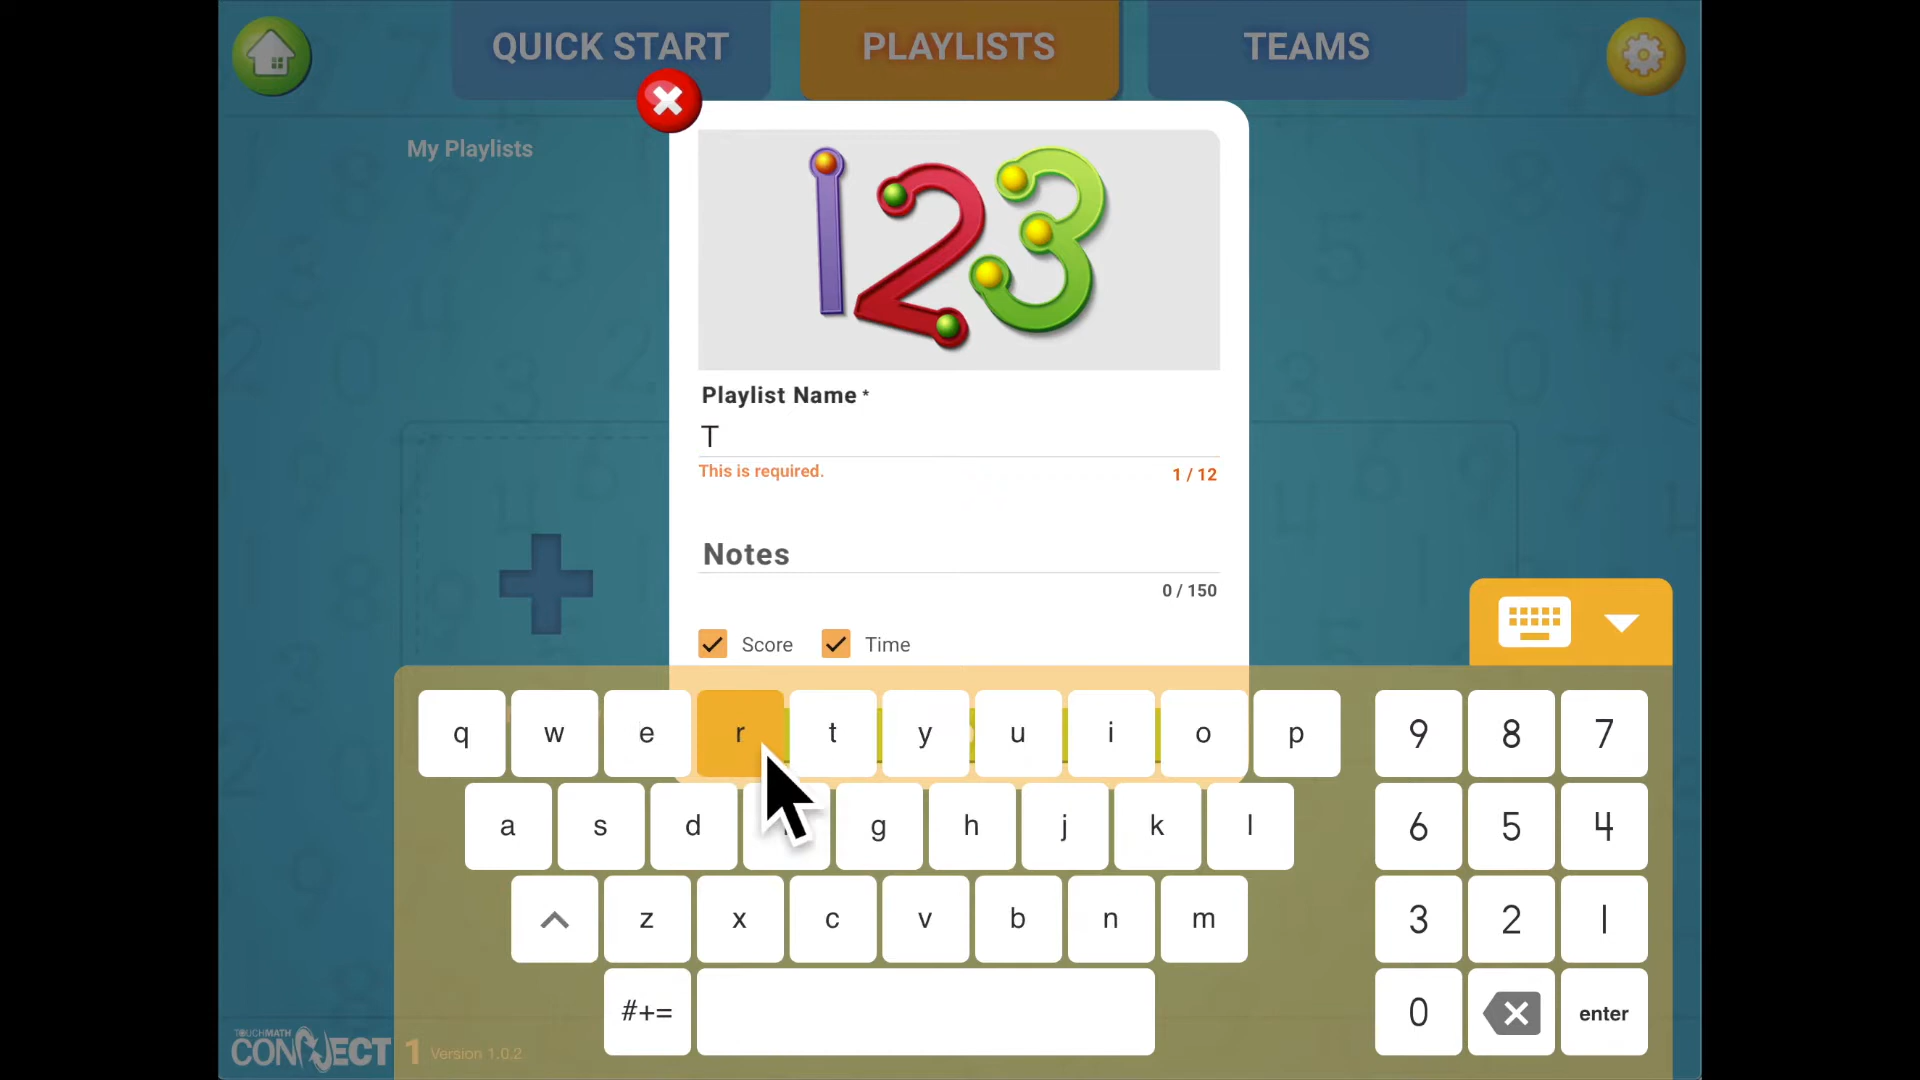 QUICK START
PLAYLISTS
TEAMS
My Playlists
123
Playlist Name *
T
This is required.
1 / 12
Notes
0 / 150
Score
Time
q w e r t y u i o p
9 8 7
a s d g h j k l
6 5 4
z x c v b n m
3 2 1
#+=
0
enter
TOUCHMATH
CONNECT 1 Version 1.0.2